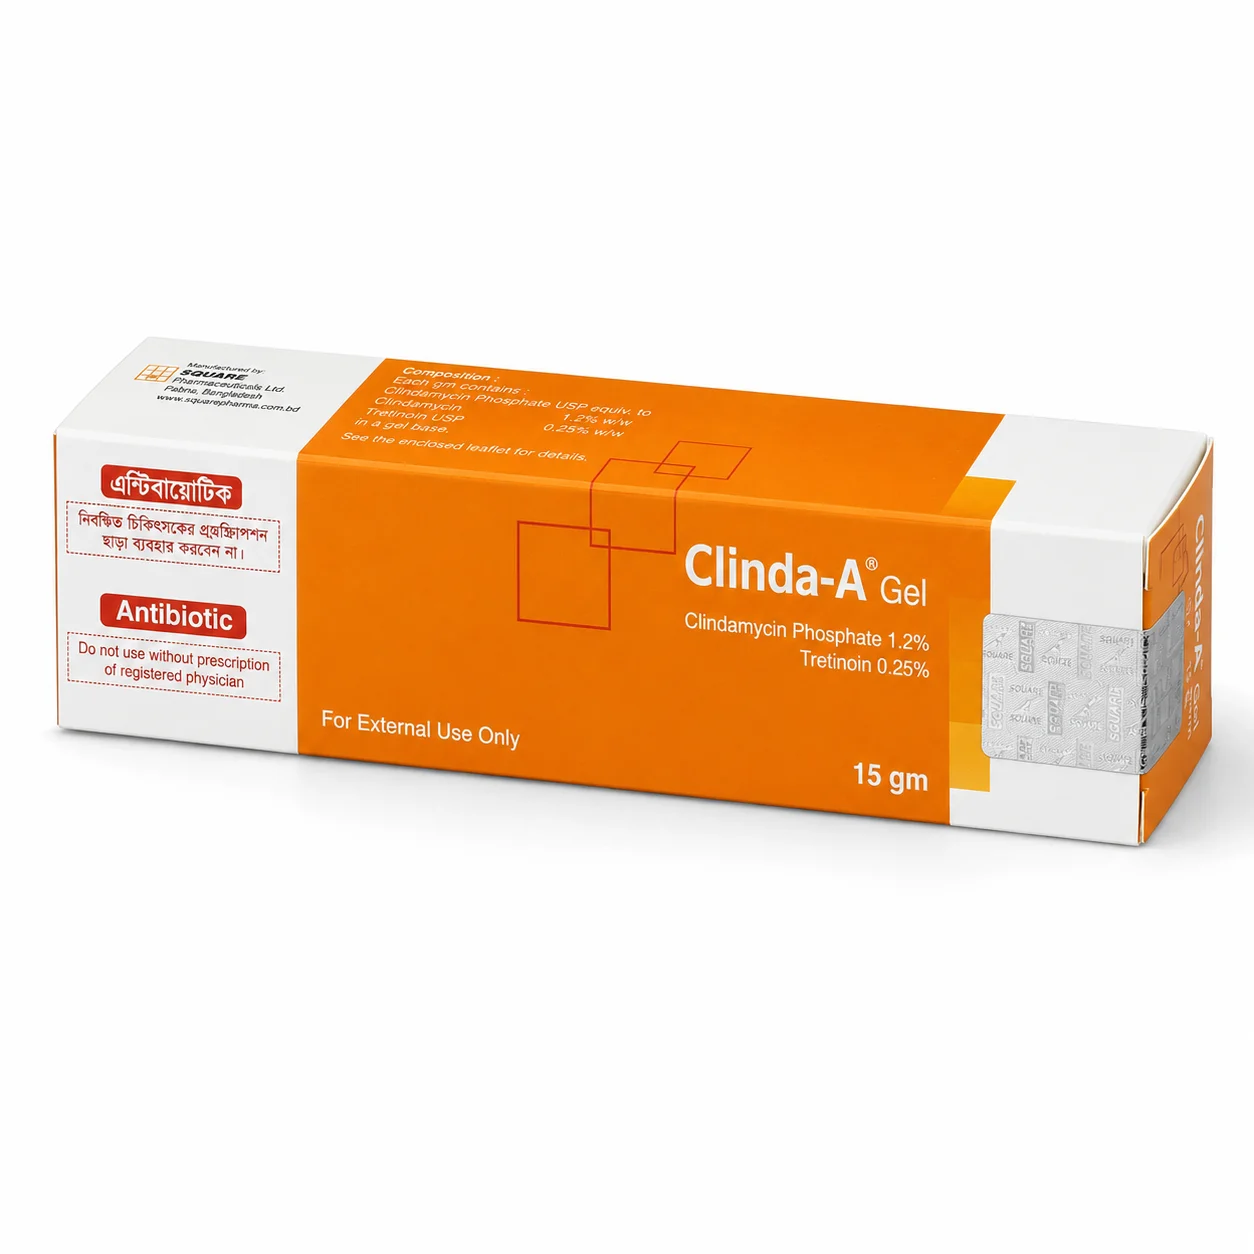 Manufactured by:
SQUARE
Pharmaceuticals Ltd.
Pabna, Bangladesh
www.squarepharma.com.bd
Composition :
Each gm contains :
Clindamycin Phosphate USP equiv. to
Clindamycin 1.2% w/w
Tretinoin USP 0.25% w/w
in a gel base.
See the enclosed leaflet for details.
এন্টিবায়োটিক
চিকিৎসকের
ছাড়া ব্যবহার করবেন না।
Antibiotic
Do not use without prescription
of registered physician
Clinda-A® Gel
Clindamycin Phosphate 1.2%
Tretinoin 0.25%
For External Use Only
15 gm
SQUARE
Clinda-A Gel